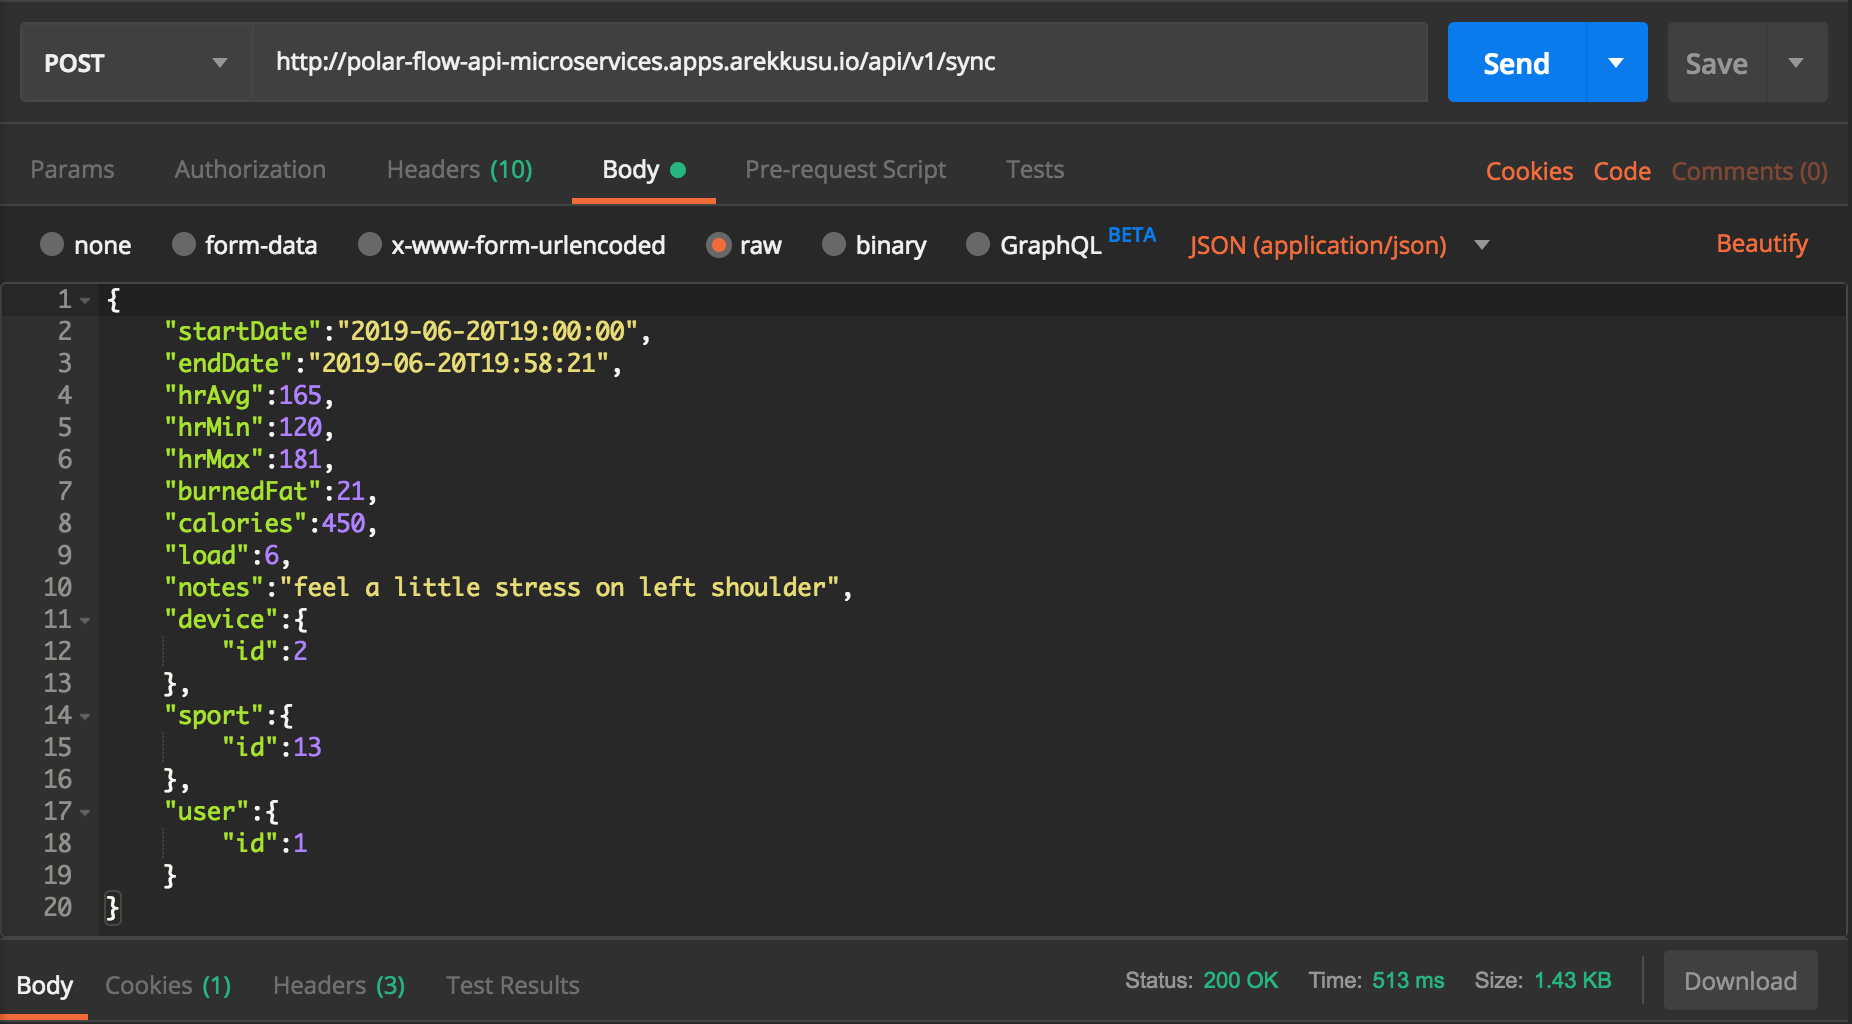 POST http://polar-flow-api-microservices.apps.arekkusu.io/api/v1/sync Send Save
Params Authorization Headers (10) Body Pre-request Script Tests Cookies Code Comments (0)
none form-data x-www-form-urlencoded raw binary GraphQL BETA JSON (application/json) Beautify
1 {
2 "startDate":"2019-06-20T19:00:00",
3 "endDate":"2019-06-20T19:58:21",
4 "hrAvg":165,
5 "hrMin":120,
6 "hrMax":181,
7 "burnedFat":21,
8 "calories":450,
9 "load":6,
10 "notes":"feel a little stress on left shoulder",
11 "device":{
12 "id":2
13 },
14 "sport":{
15 "id":13
16 },
17 "user":{
18 "id":1
19 }
20 }
Body Cookies (1) Headers (3) Test Results Status: 200 OK Time: 513 ms Size: 1.43 KB Download